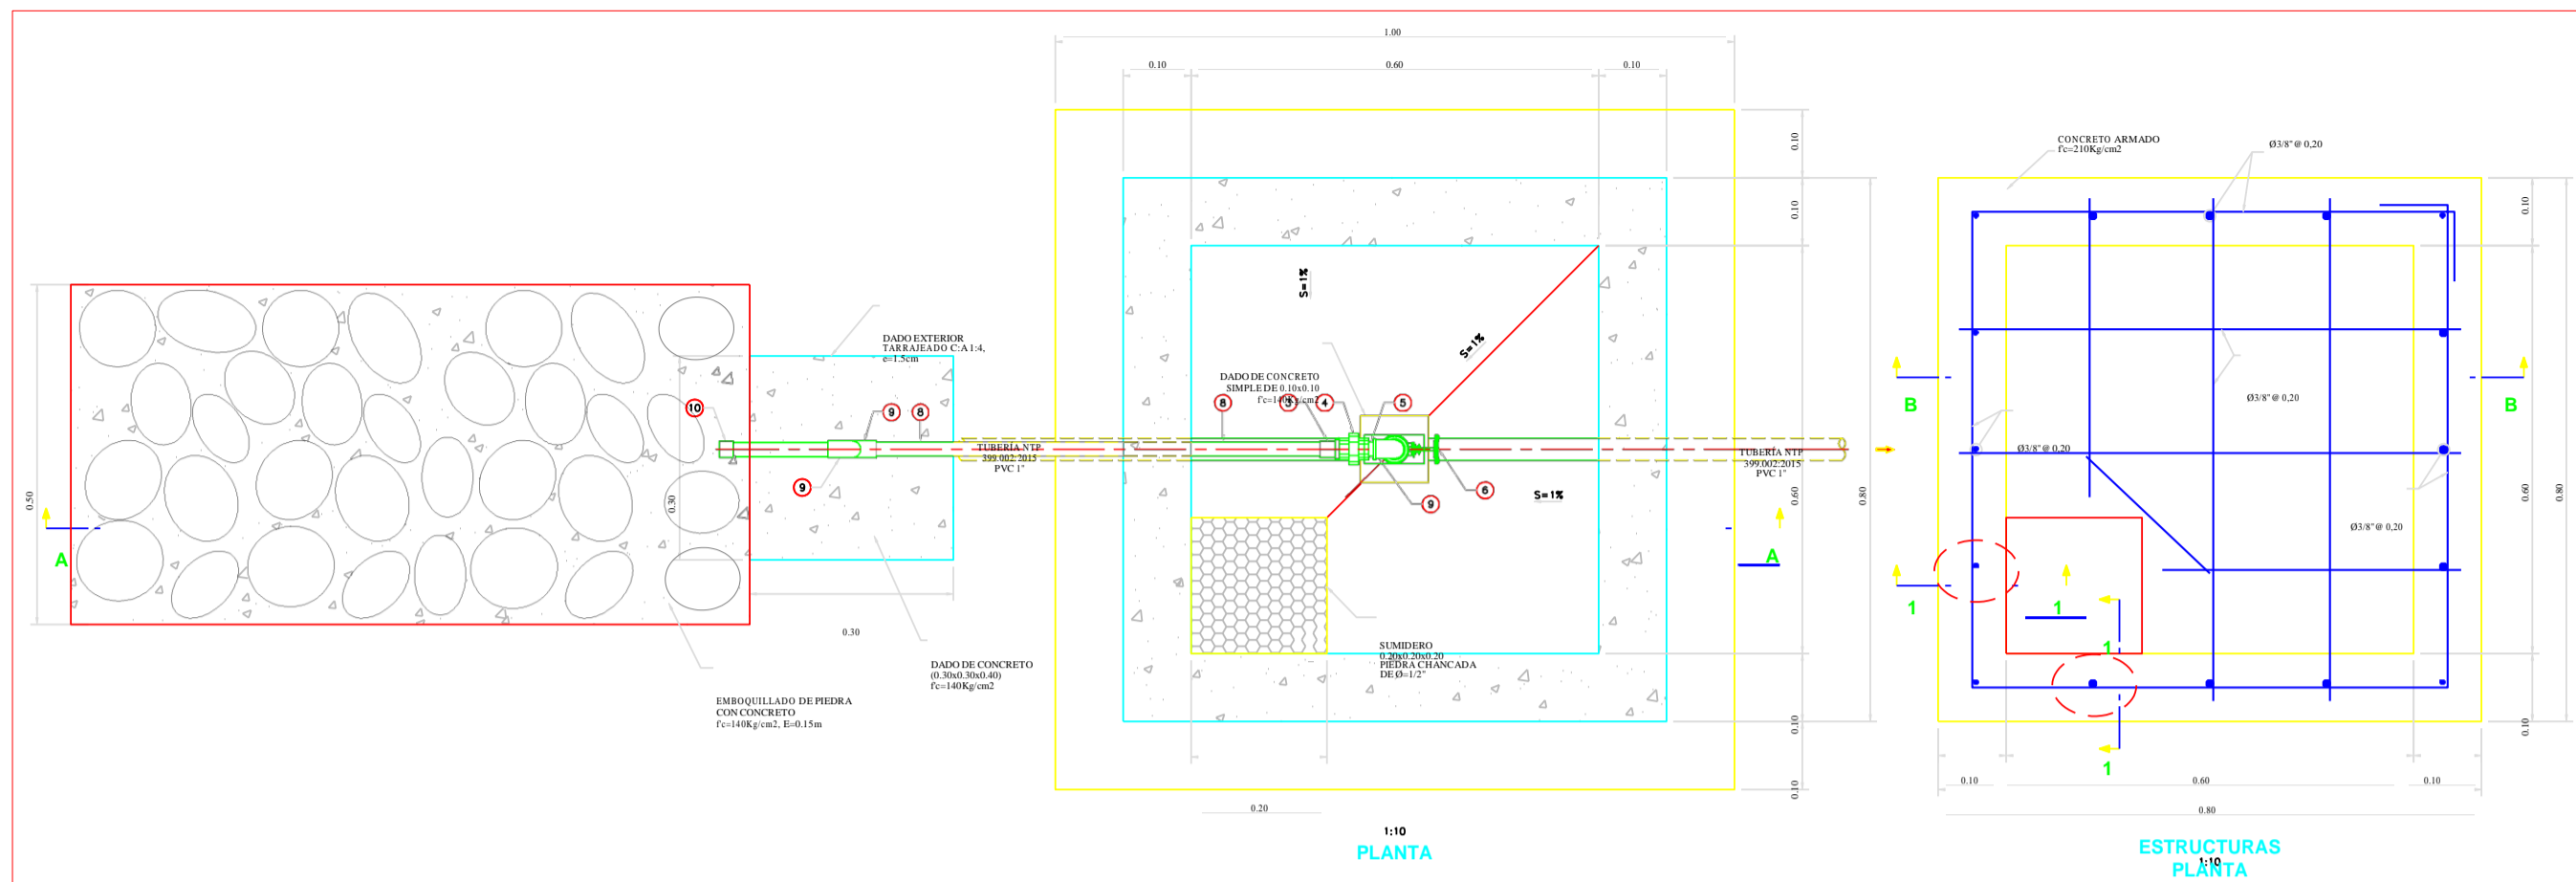 1.00
0.10
0.60
0.10
0.10
0.10
0.60
0.80
0.10
0.10
S=1%
S=1%
S=1%
0.50
A
10
9
8
9
0.30
0.30
DADO EXTERIOR
TARRAJEADO C:A 1:4,
e=1.5cm
DADO DE CONCRETO
(0.30x0.30x0.40)
f'c=140Kg/cm2
EMBOQUILLADO DE PIEDRA
CON CONCRETO
f'c=140Kg/cm2, E=0.15m
TUBERÍA NTP
399.002:2015
PVC 1"
DADO DE CONCRETO
SIMPLE DE 0.10x0.10
f'c=140Kg/cm2
8
3
4
5
6
9
TUBERÍA NTP
399.002:2015
PVC 1"
A
SUMIDERO
0.20x0.20x0.20
PIEDRA CHANCADA
DE Ø=1/2"
0.20
1:10
PLANTA
CONCRETO ARMADO
f'c=210Kg/cm2
Ø3/8"@ 0,20
0.10
0.60
0.80
0.10
B
B
Ø3/8"@ 0,20
Ø3/8"@ 0,20
Ø3/8"@ 0,20
1
1
1
1
0.10
0.60
0.10
0.80
ESTRUCTURAS
1:10
PLANTA